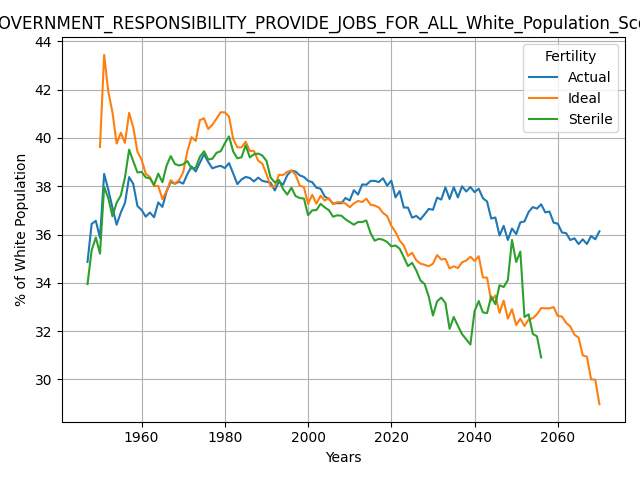 OVERNMENT_RESPONSIBILITY_PROVIDE_JOBS_FOR_ALL_White_Population_Sc
Fertility
Actual
Ideal
Sterile
44
42
40
38
36
34
32
30
% of White Population
1960 1980 2000 2020 2040 2060
Years